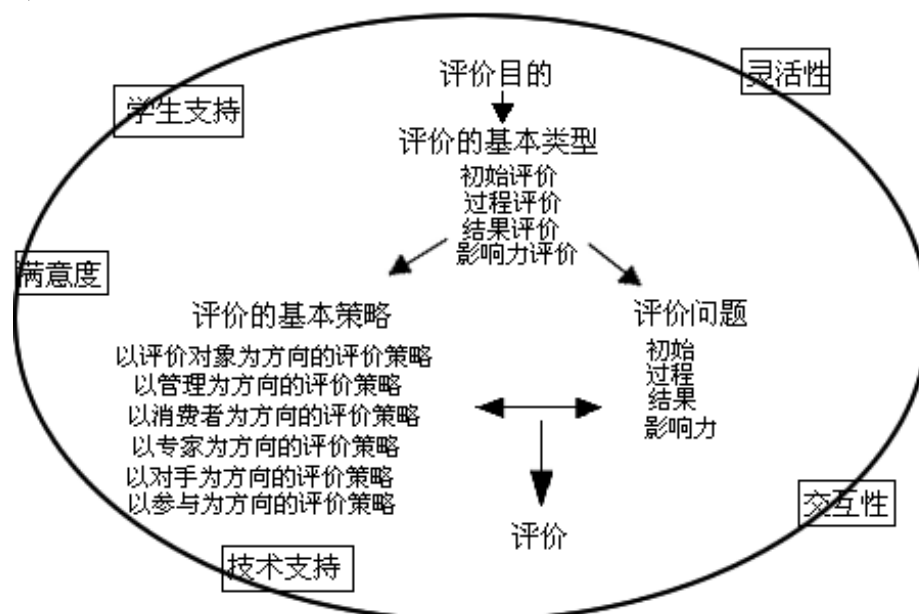 评价目的
灵活性
学生支持
评价的基本类型
初始评价
过程评价
结果评价
影响力评价
满意度
评价的基本策略
以评价对象为方向的评价策略
以管理为方向的评价策略
以消费者为方向的评价策略
以专家为方向的评价策略
以对手为方向的评价策略
以参与为方向的评价策略
评价问题
初始
过程
结果
影响力
交互性
评价
技术支持